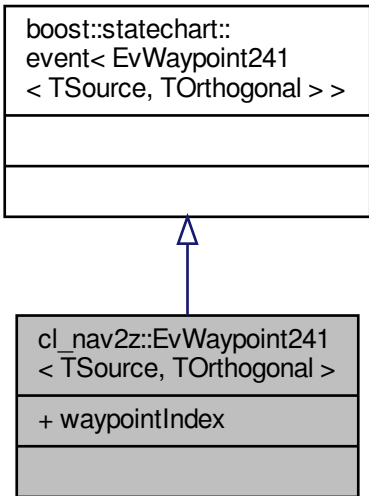 boost::statechart::
event< EvWaypoint241
< TSource, TOrthogonal > >
cl_nav2z::EvWaypoint241
< TSource, TOrthogonal >
+ waypointIndex